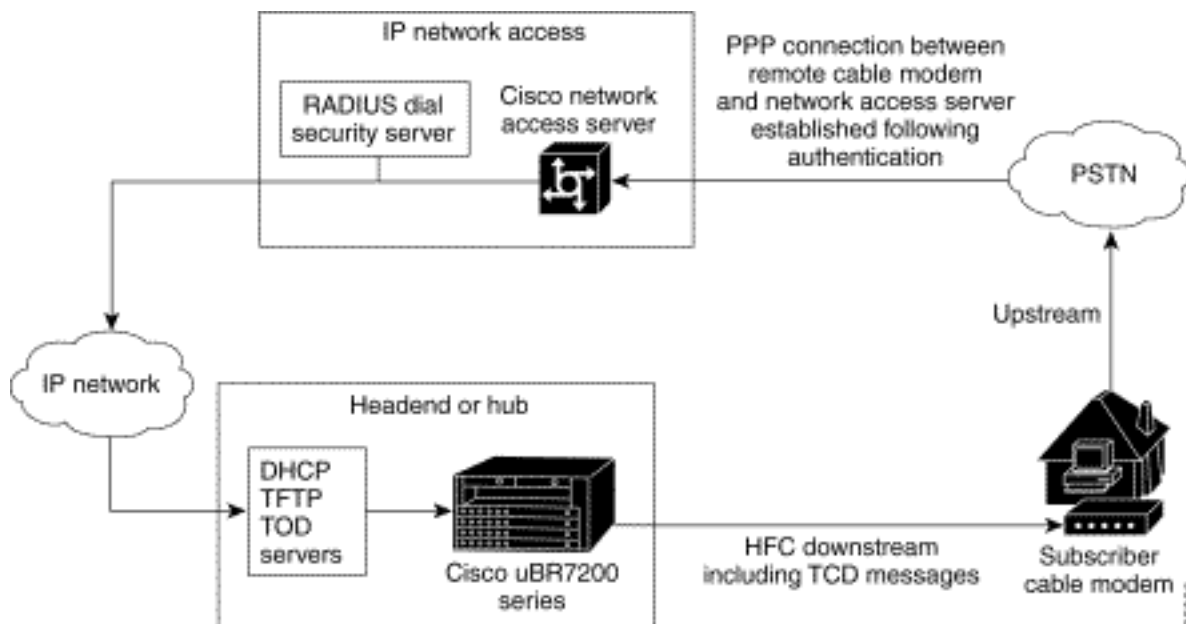 IP network access
RADIUS dial
security server
Cisco network
access server
PPP connection between
remote cable modem
and network access server
established following
authentication
PSTN
Upstream
IP network
Headend or hub
DHCP
TFTP
TOD
servers
Cisco uBR7200
series
HFC downstream
including TCD messages
Subscriber
cable modem